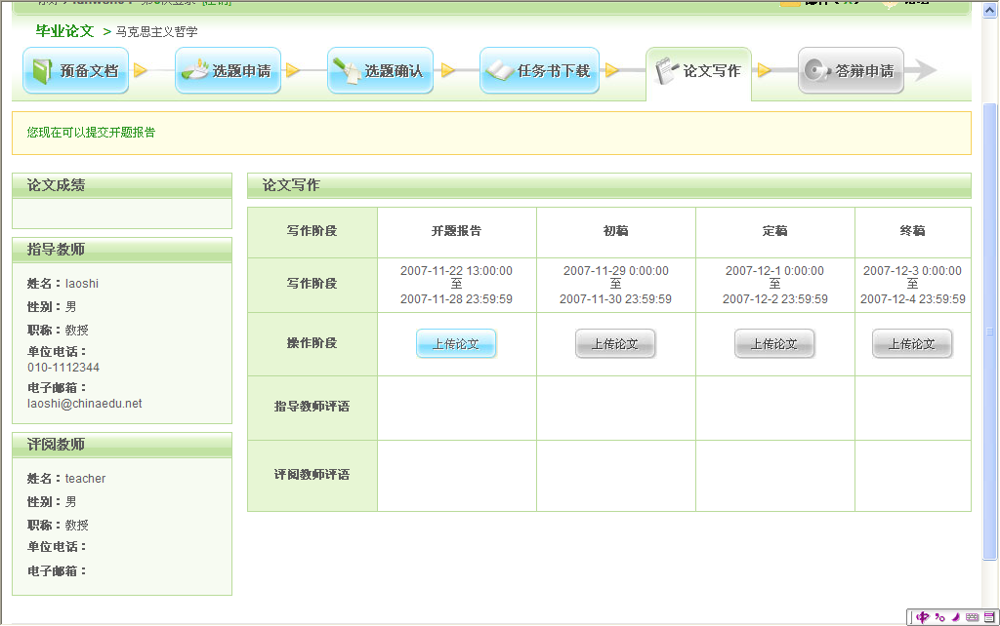 毕业论文 > 马克思主义哲学
预备文档 选题申请 选题确认 任务书下载 论文写作 答辩申请
您现在可以提交开题报告
论文成绩
指导教师
姓名：laoshi
性别：男
职称：教授
单位电话：
010-1112344
电子邮箱：
laoshi@chinaedu.net
评阅教师
姓名：teacher
性别：男
职称：教授
单位电话：
电子邮箱：
论文写作
写作阶段 开题报告 初稿 定稿 终稿
写作阶段
2007-11-22 13:00:00
至
2007-11-28 23:59:59
2007-11-29 0:00:00
至
2007-11-30 23:59:59
2007-12-1 0:00:00
至
2007-12-2 23:59:59
2007-12-3 0:00:00
至
2007-12-4 23:59:59
操作阶段 上传论文 上传论文 上传论文 上传论文
指导教师评语
评阅教师评语
中